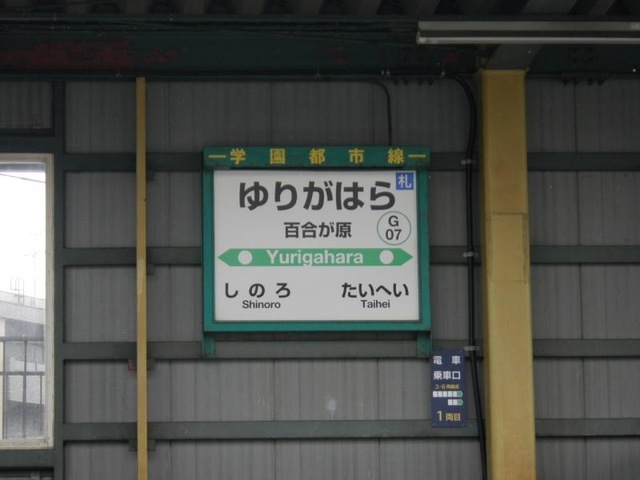 学園都市線
ゆりがはら
札
百合が原
G
07
Yurigahara
しのろ
Shinoro
たいへい
Taihei
電車
乗車口
1両目